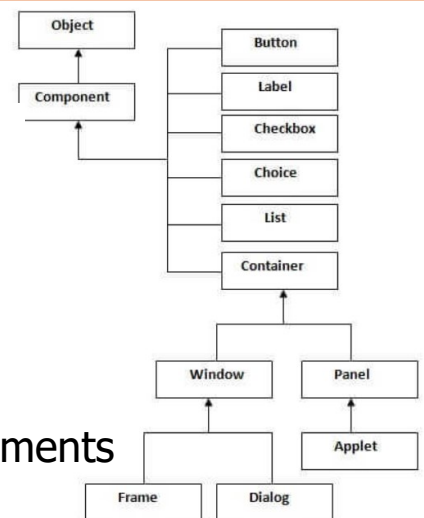 Object
Component
Button
Label
Checkbox
Choice
List
Container
Window
Panel
Applet
Frame
Dialog